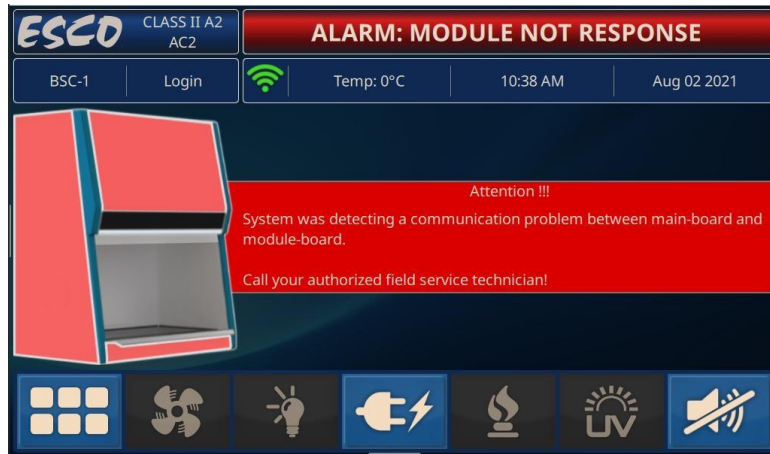 ESCO
CLASS II A2
AC2
ALARM: MODULE NOT RESPONSE
BSC-1
Login
Temp: 0°C
10:38 AM
Aug 02 2021
Attention !!!
System was detecting a communication problem between main-board and
module-board.
Call your authorized field service technician!
UV